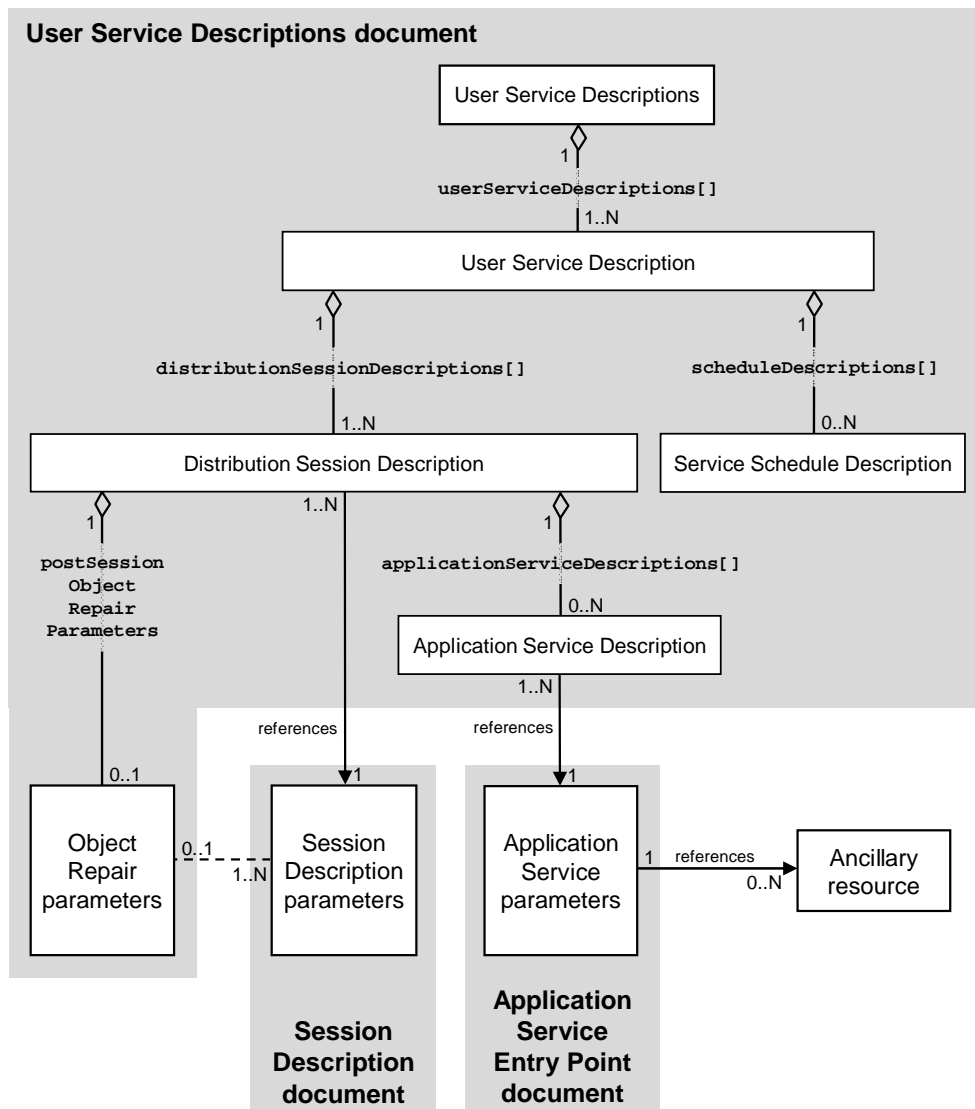 User Service Descriptions document
User Service Descriptions
1
userServiceDescriptions[]
1..N
User Service Description
1
1
distributionSessionDescriptions[]
scheduleDescriptions[]
1..N
0..N
Distribution Session Description
Service Schedule Description
1
1..N
1
postSession
Object
Repair
Parameters
applicationServiceDescriptions[]
0..N
Application Service Description
1..N
references
references
0..1
1
1
Object
Repair
parameters
0..1
1..N
Session
Description
parameters
Application
Service
parameters
1
references
0..N
Ancillary
resource
Session
Description
document
Application
Service
Entry Point
document